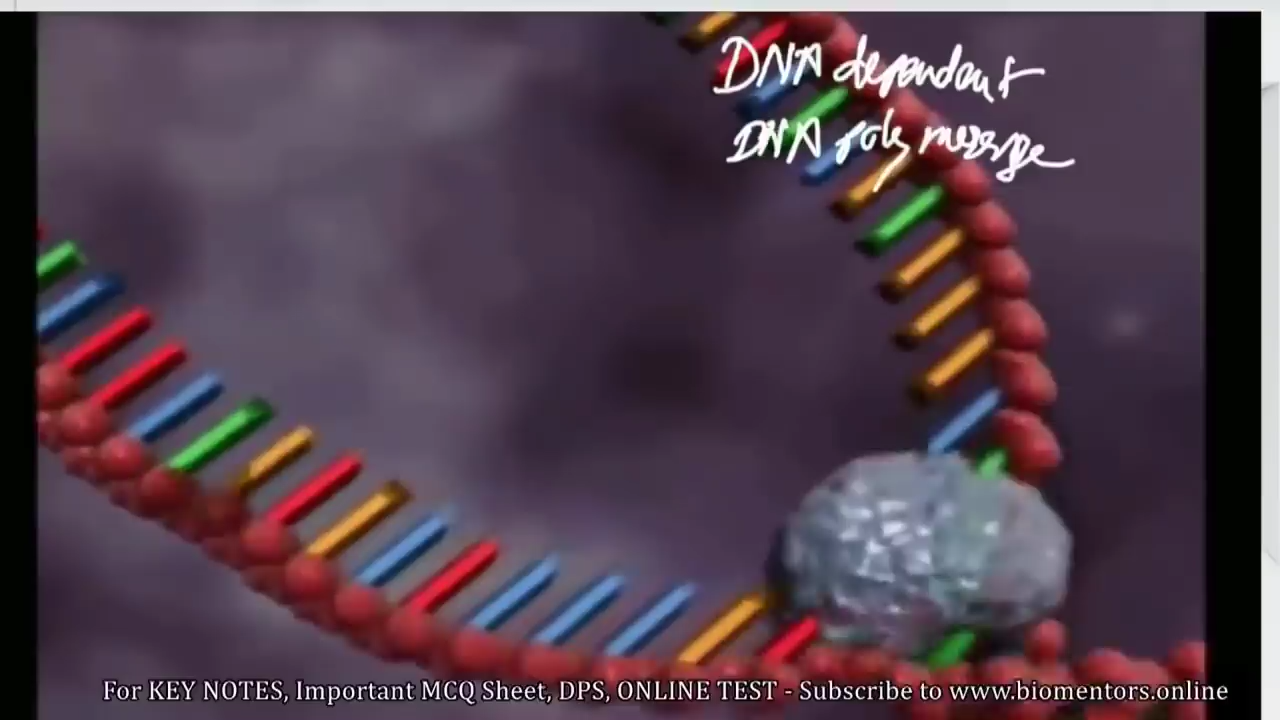 DNA dependent
DNA polymerase
For KEY NOTES, Important MCQ Sheet, DPS, ONLINE TEST - Subscribe to www.biomentors.online